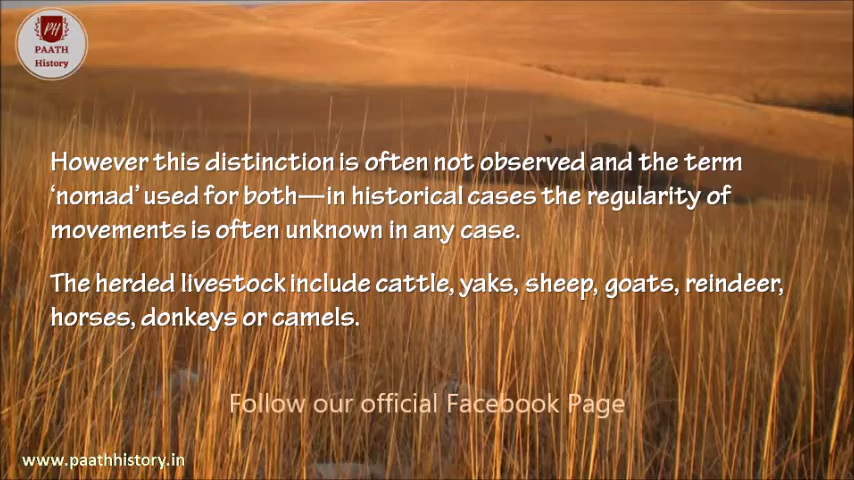 PH
PAATH
History
However this distinction is often not observed and the term
‘nomad’ used for both—in historical cases the regularity of
movements is often unknown in any case.
The herded livestock include cattle, yaks, sheep, goats, reindeer,
horses, donkeys or camels.
Follow our official Facebook Page
www.paathhistory.in